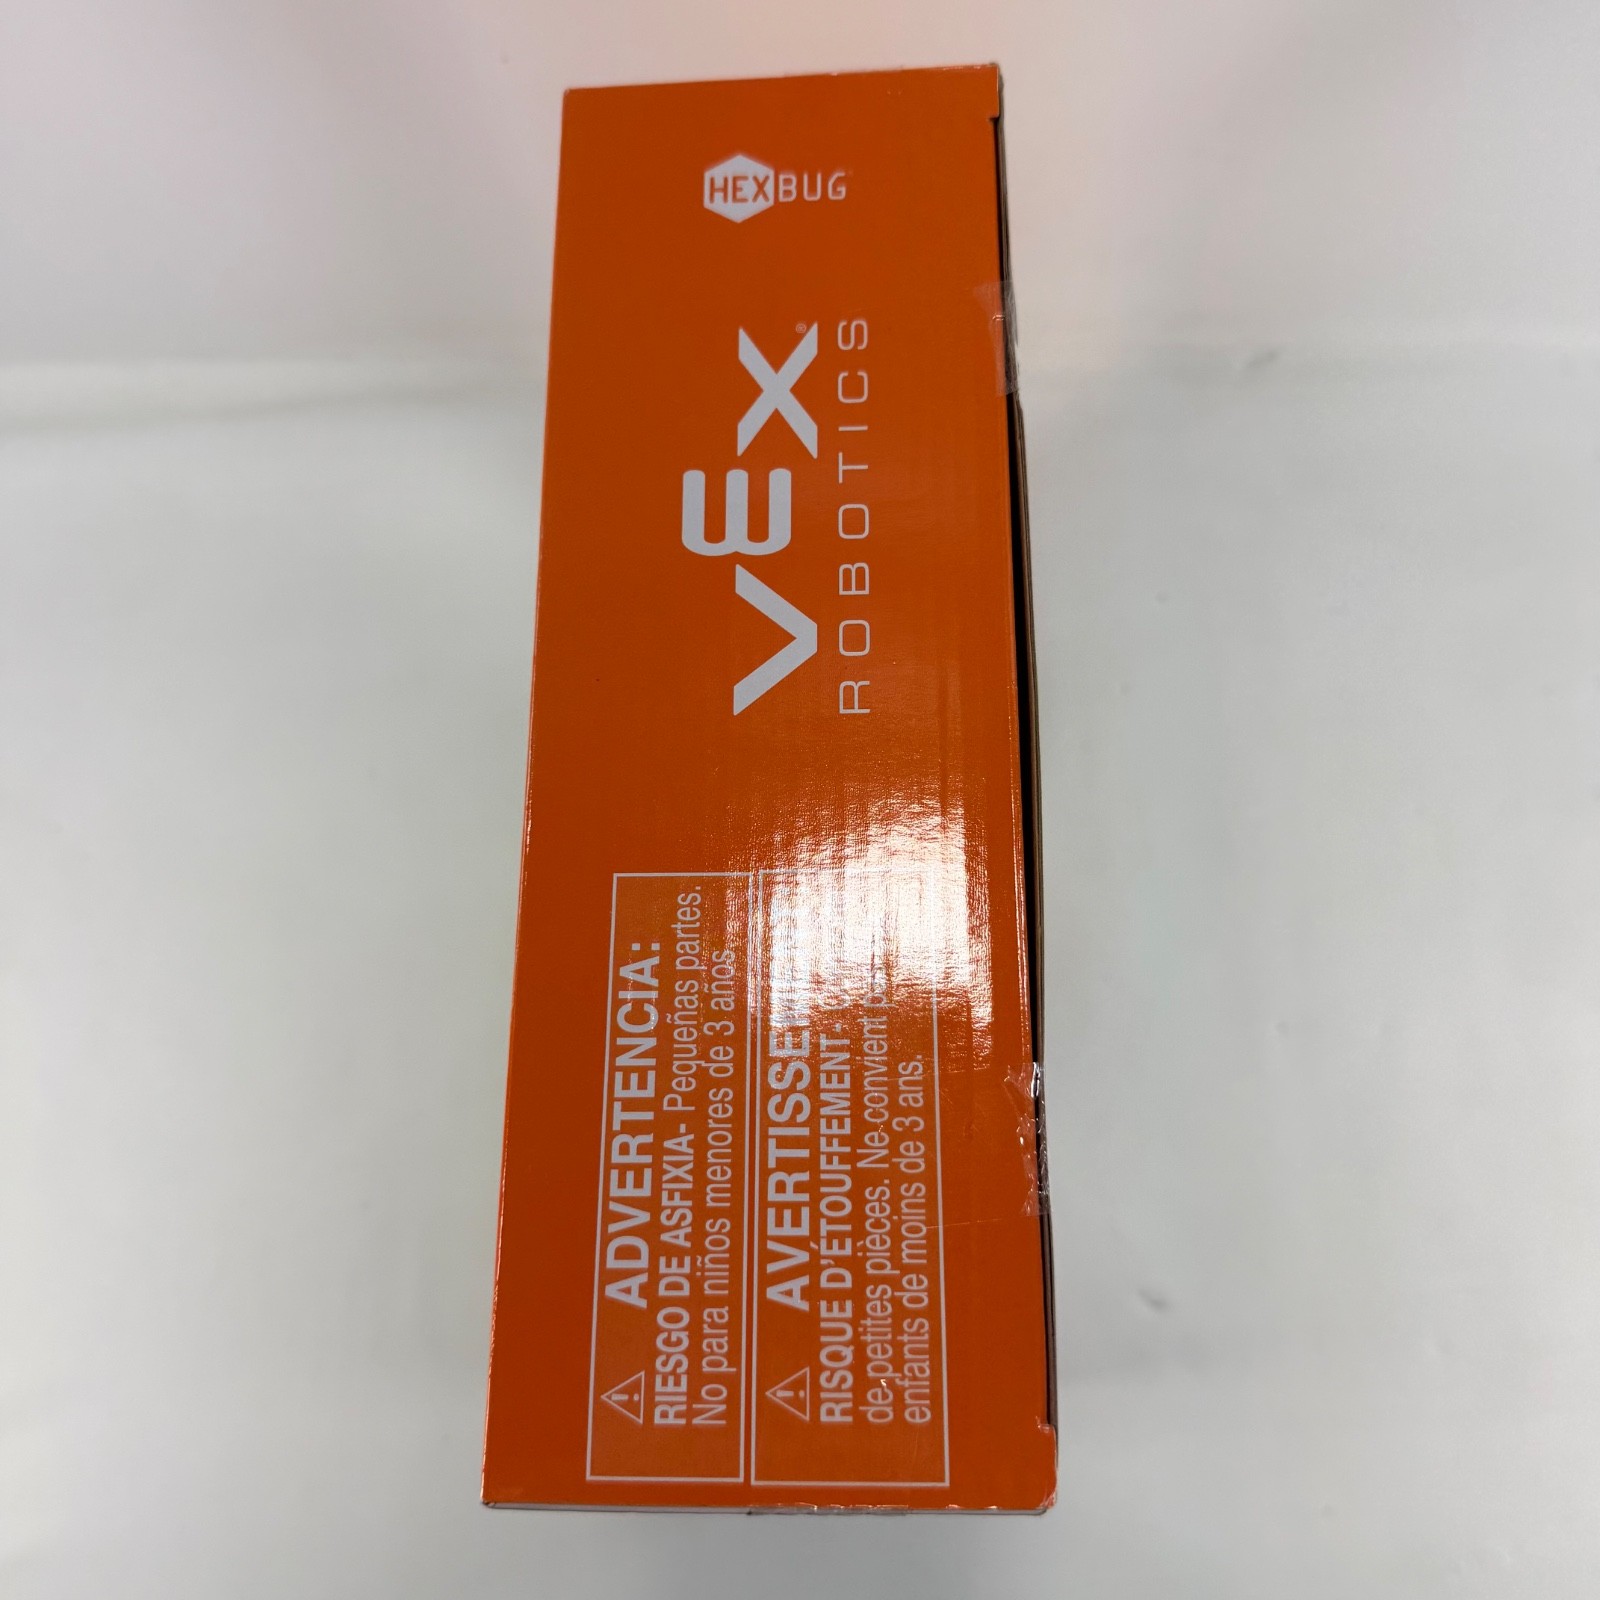 HEXBUG
VEX®
ROBOTICS
ADVERTENCIA:
RIESGO DE ASFIXIA- Pequeñas partes.
No para niños menores de 3 años.
RISQUE D'ÉTOUFFEMENT-
de petites pièces. Ne convient
enfants de moins de 3 ans.